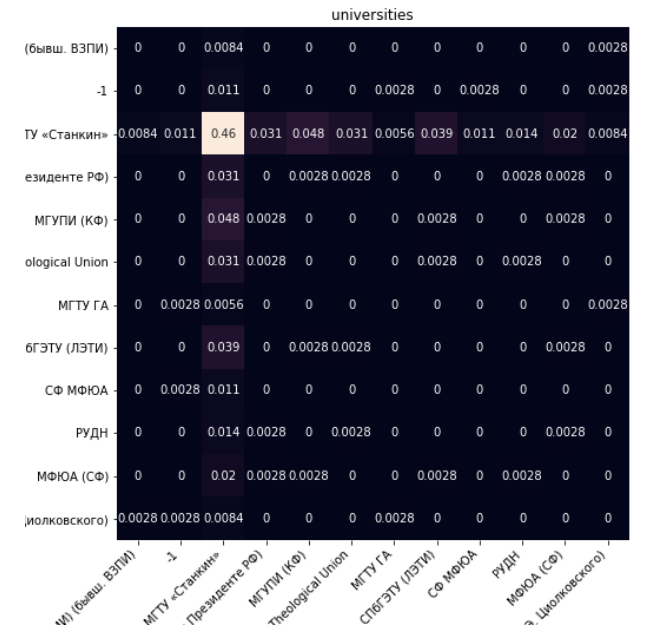 universities
(бывш. ВЗПИ) 0 0 0.0084 0 0 0 0 0 0 0 0 0.0028
-1 0 0 0.011 0 0 0 0.0028 0 0.0028 0 0 0.0028
ТУ «Станкин» 0.0084 0.011 0.46 0.031 0.048 0.031 0.0056 0.039 0.011 0.014 0.02 0.0084
езиденте РФ) 0 0 0.031 0 0.0028 0.0028 0 0 0 0.0028 0.0028 0
МГУПИ (КФ) 0 0 0.048 0.0028 0 0 0 0.0028 0 0 0.0028 0
ological Union 0 0 0.031 0.0028 0 0 0 0.0028 0 0.0028 0 0
МГТУ ГА 0 0.0028 0.0056 0 0 0 0 0 0 0 0 0.0028
бГЭТУ (ЛЭТИ) 0 0 0.039 0 0.0028 0.0028 0 0 0 0 0.0028 0
СФ МФЮА 0 0.0028 0.011 0 0 0 0 0 0 0 0 0
РУДН 0 0 0.014 0.0028 0 0.0028 0 0 0 0 0.0028 0
МФЮА (СФ) 0 0 0.02 0.0028 0.0028 0 0 0.0028 0 0.0028 0 0
иолковского) 0.0028 0.0028 0.0084 0 0 0 0.0028 0 0 0 0 0
МИ) (бывш. ВЗПИ) -1 МГТУ «Станкин» Президенте РФ) МГУПИ (КФ) Theological Union МГТУ ГА СПбГЭТУ (ЛЭТИ) СФ МФЮА РУДН МФЮА (СФ) Э. Циолковского)